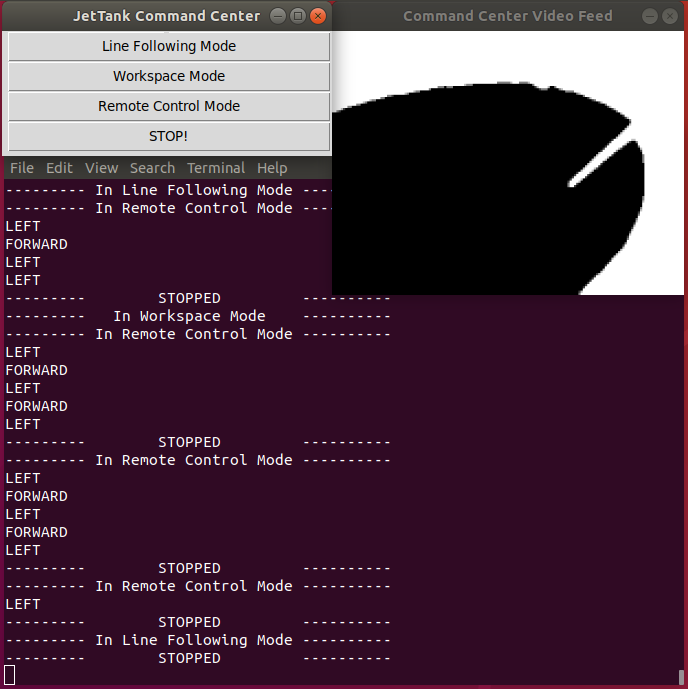 JetTank Command Center
Command Center Video Feed
Line Following Mode
Workspace Mode
Remote Control Mode
STOP!
File Edit View Search Terminal Help
--------- In Line Following Mode ----
--------- In Remote Control Mode ----
LEFT
FORWARD
LEFT
LEFT
---------        STOPPED         ----------
---------   In Workspace Mode    ----------
--------- In Remote Control Mode ----------
LEFT
FORWARD
LEFT
FORWARD
LEFT
---------        STOPPED         ----------
--------- In Remote Control Mode ----------
LEFT
FORWARD
LEFT
FORWARD
LEFT
---------        STOPPED         ----------
--------- In Remote Control Mode ----------
LEFT
---------        STOPPED         ----------
--------- In Line Following Mode ----------
---------        STOPPED         ----------